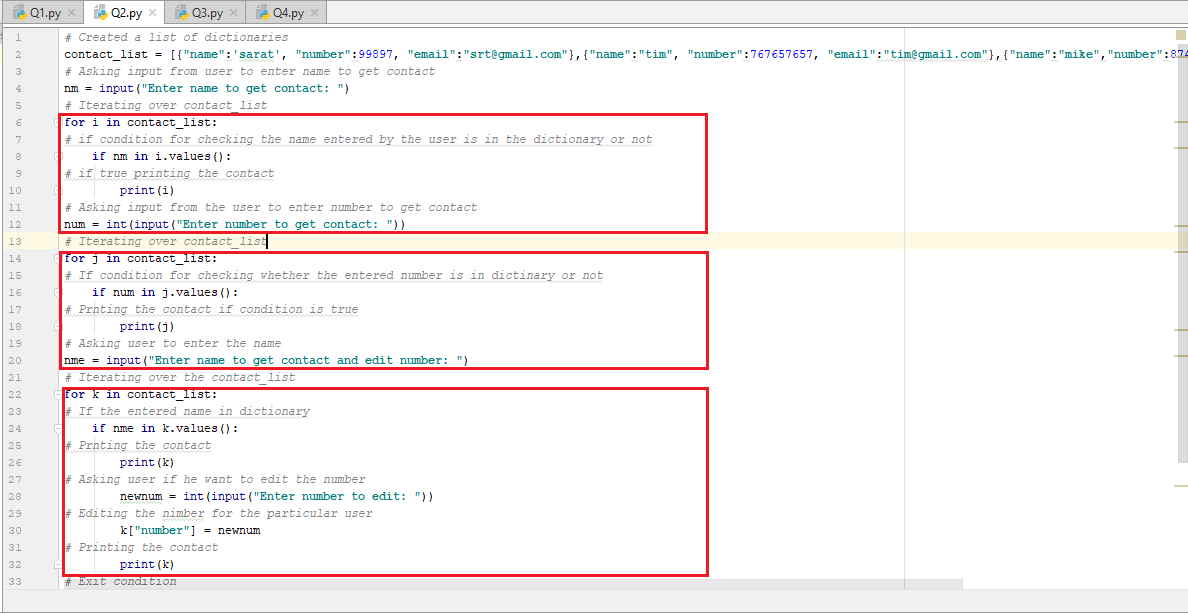 Q1.py Q2.py Q3.py Q4.py
1 # Created a list of dictionaries
2 contact_list = [{"name":'sarat', "number":99897, "email":"srt@gmail.com"},{"name":"tim", "number":767657657, "email":"tim@gmail.com"},{"name":"mike","number":874
3 # Asking input from user to enter name to get contact
4 nm = input("Enter name to get contact: ")
5 # Iterating over contact_list
6 for i in contact_list:
7 # if condition for checking the name entered by the user is in the dictionary or not
8 if nm in i.values():
9 # if true printing the contact
10 print(i)
11 # Asking input from the user to enter number to get contact
12 num = int(input("Enter number to get contact: "))
13 # Iterating over contact_list
14 for j in contact_list:
15 # If condition for checking whether the entered number is in dictinary or not
16 if num in j.values():
17 # Prnting the contact if condition is true
18 print(j)
19 # Asking user to enter the name
20 nme = input("Enter name to get contact and edit number: ")
21 # Iterating over the contact_list
22 for k in contact_list:
23 # If the entered name in dictionary
24 if nme in k.values():
25 # Prnting the contact
26 print(k)
27 # Asking user if he want to edit the number
28 newnum = int(input("Enter number to edit: "))
29 # Editing the nimber for the particular user
30 k["number"] = newnum
31 # Printing the contact
32 print(k)
33 # Exit condition